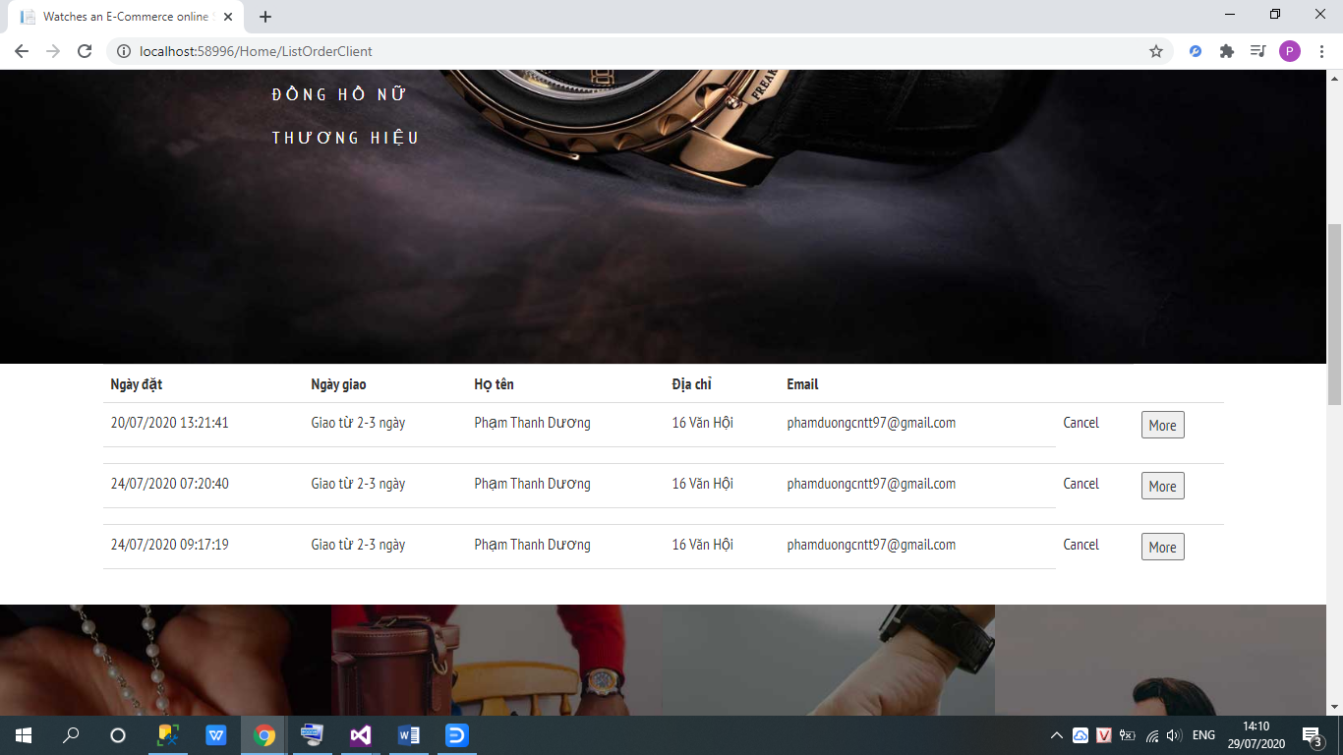 Watches an E-Commerce online
localhost:58996/Home/ListOrderClient
P
ĐỒNG HỒ NỮ
THƯƠNG HIỆU
FREAK
Ngày đặt Ngày giao Họ tên Địa chỉ Email
20/07/2020 13:21:41 Giao từ 2-3 ngày Phạm Thanh Dương 16 Văn Hội phamduongcntt97@gmail.com Cancel More
24/07/2020 07:20:40 Giao từ 2-3 ngày Phạm Thanh Dương 16 Văn Hội phamduongcntt97@gmail.com Cancel More
24/07/2020 09:17:19 Giao từ 2-3 ngày Phạm Thanh Dương 16 Văn Hội phamduongcntt97@gmail.com Cancel More
ENG
14:10
29/07/2020
3